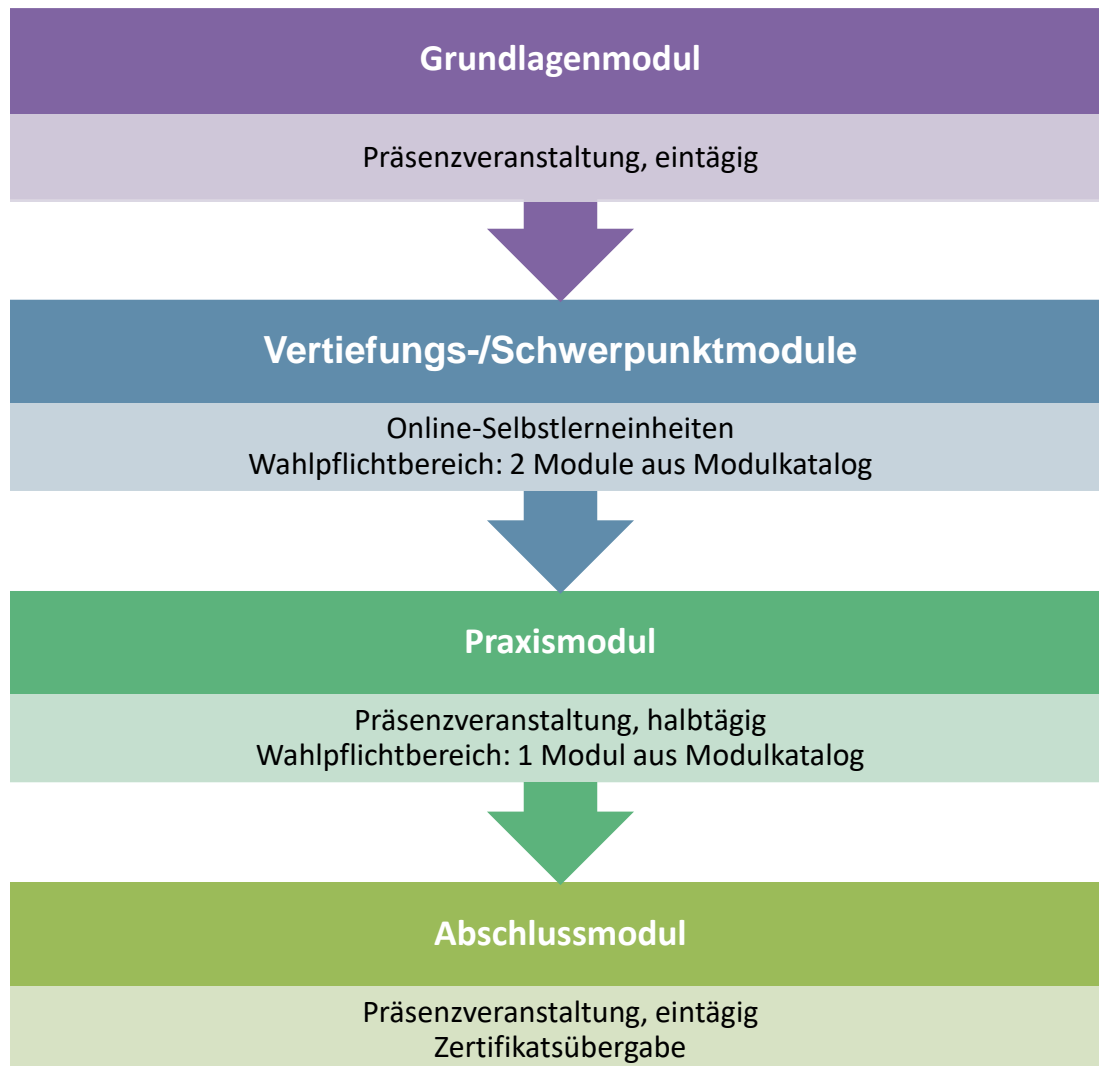 Grundlagenmodul
Präsenzveranstaltung, eintägig
Vertiefungs-/Schwerpunktmodule
Online-Selbstlerneinheiten
Wahlpflichtbereich: 2 Module aus Modulkatalog
Praxismodul
Präsenzveranstaltung, halbtägig
Wahlpflichtbereich: 1 Modul aus Modulkatalog
Abschlussmodul
Präsenzveranstaltung, eintägig
Zertifikatsübergabe